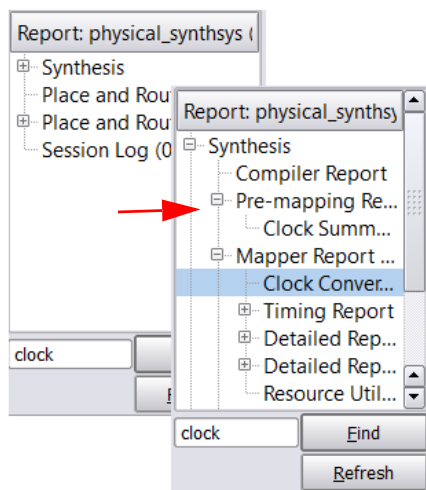 Report: physical_synthsys (
Synthesis
Place and Rou
Place and Rou
Session Log (0
clock
Report: physical_synthsy
Synthesis
Compiler Report
Pre-mapping Re...
Clock Summ...
Mapper Report ...
Clock Conver...
Timing Report
Detailed Rep...
Detailed Rep...
Resource Util...
clock
Find
Refresh